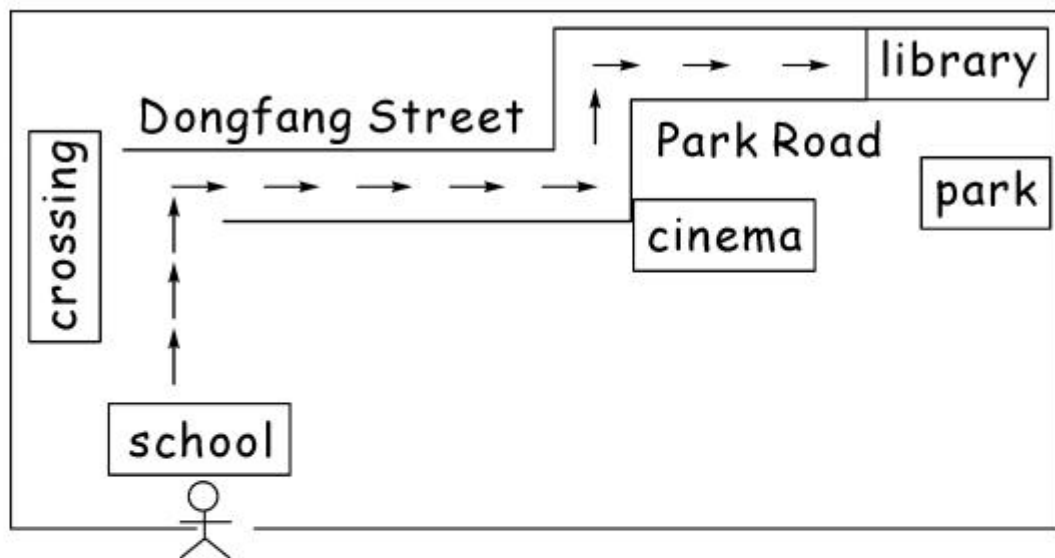 library
Dongfang Street
Park Road
crossing
park
cinema
school